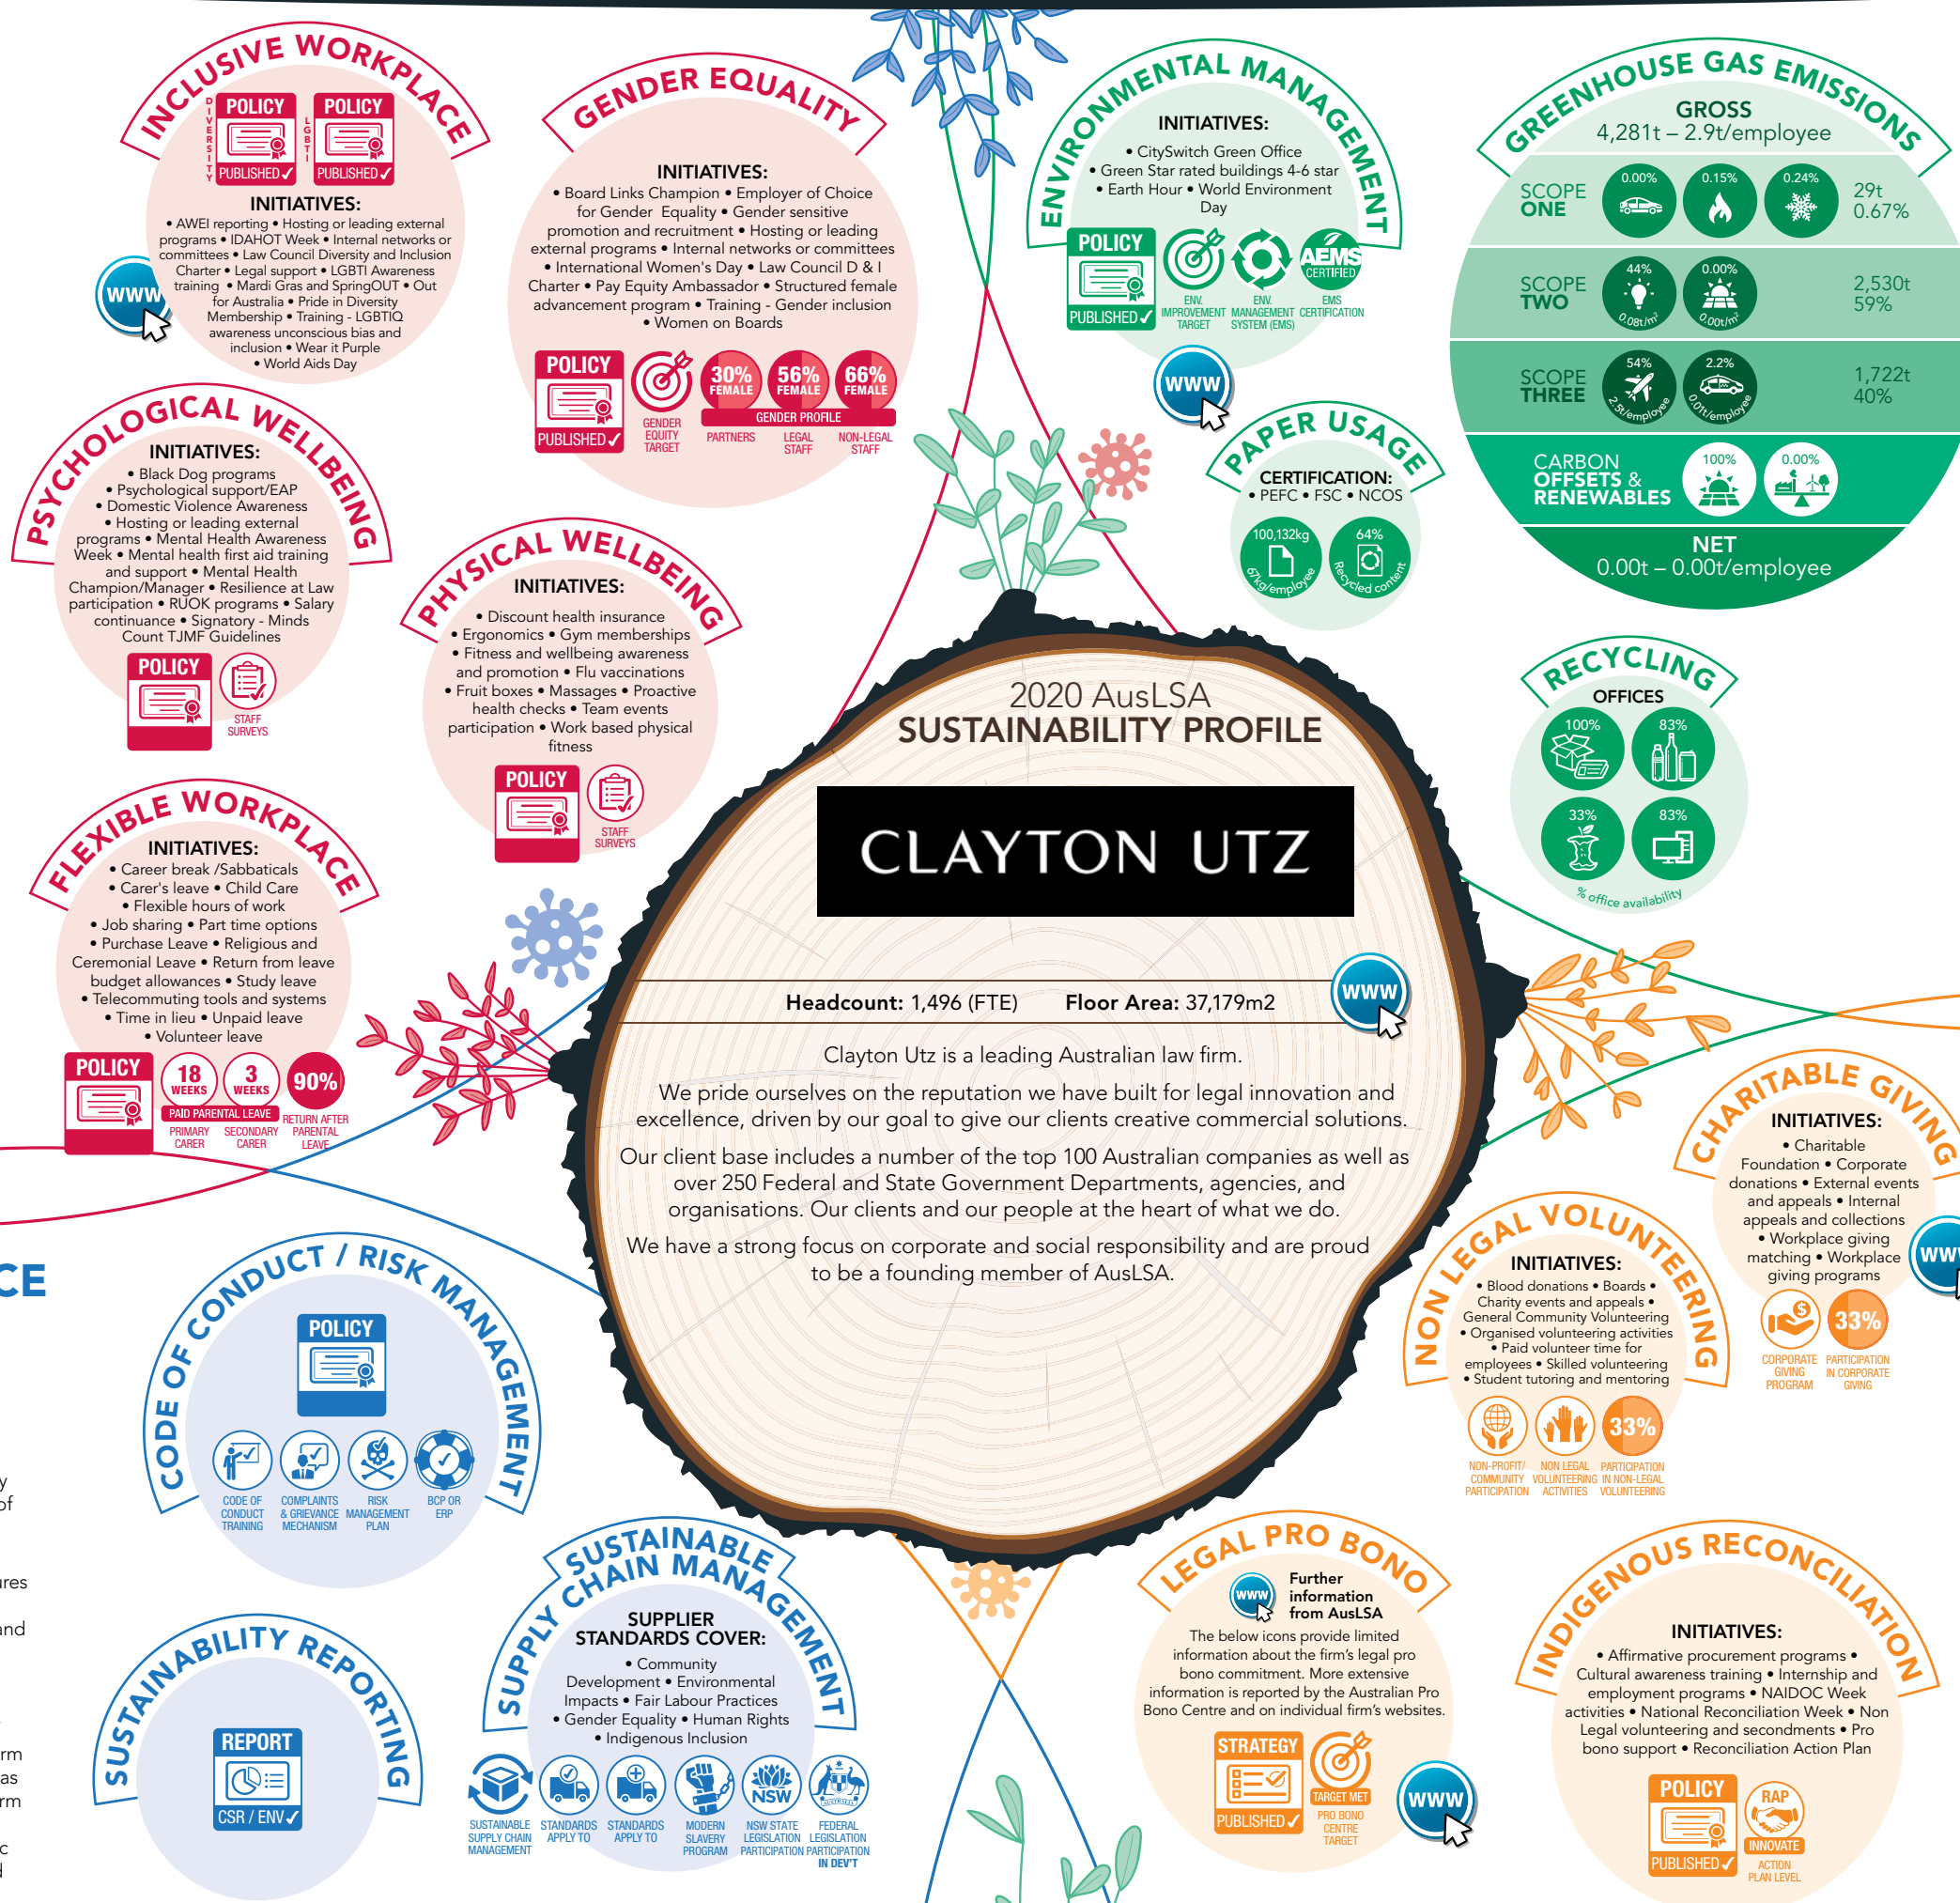 INCLUSIVE WORKPLACE
DIVERSITY
POLICY
PUBLISHED ✓
LGBTI
POLICY
PUBLISHED ✓
INITIATIVES:
• AWEI reporting • Hosting or leading external
programs • IDAHOT Week • Internal networks or
committees • Law Council Diversity and Inclusion
Charter • Legal support • LGBTI Awareness
training • Mardi Gras and SpringOUT • Out
for Australia • Pride in Diversity
Membership • Training - LGBTIQ
awareness unconscious bias and
inclusion • Wear it Purple
• World Aids Day
www
GENDER EQUALITY
INITIATIVES:
• Board Links Champion • Employer of Choice
for Gender Equality • Gender sensitive
promotion and recruitment • Hosting or leading
external programs • Internal networks or committees
• International Women's Day • Law Council D & I
Charter • Pay Equity Ambassador • Structured female
advancement program • Training - Gender inclusion
• Women on Boards
POLICY
PUBLISHED ✓
GENDER
EQUITY
TARGET
30%
FEMALE
56%
FEMALE
66%
FEMALE
GENDER PROFILE
PARTNERS
LEGAL
STAFF
NON-LEGAL
STAFF
ENVIRONMENTAL MANAGEMENT
INITIATIVES:
• CitySwitch Green Office
• Green Star rated buildings 4-6 star
• Earth Hour • World Environment
Day
POLICY
PUBLISHED ✓
ENV.
IMPROVEMENT
TARGET
ENV.
MANAGEMENT
SYSTEM (EMS)
AEMS
CERTIFIED
EMS
CERTIFICATION
www
GREENHOUSE GAS EMISSIONS
GROSS
4,281t – 2.9t/employee
SCOPE
ONE
0.00%
0.15%
0.24%
29t
0.67%
SCOPE
TWO
44%
0.08t/m²
0.00%
0.00t/m²
2,530t
59%
SCOPE
THREE
54%
2.5t/employee
2.2%
0.01t/employee
1,722t
40%
CARBON
OFFSETS &
RENEWABLES
100%
0.00%
NET
0.00t – 0.00t/employee
PAPER USAGE
CERTIFICATION:
• PEFC • FSC • NCOS
100,132kg
67kg/employee
64%
Recycled content
RECYCLING
OFFICES
100%
83%
33%
83%
% office availability
PSYCHOLOGICAL WELLBEING
INITIATIVES:
• Black Dog programs
• Psychological support/EAP
• Domestic Violence Awareness
• Hosting or leading external
programs • Mental Health Awareness
Week • Mental health first aid training
and support • Mental Health
Champion/Manager • Resilience at Law
participation • RUOK programs • Salary
continuance • Signatory - Minds
Count TJMF Guidelines
POLICY
STAFF
SURVEYS
PHYSICAL WELLBEING
INITIATIVES:
• Discount health insurance
• Ergonomics • Gym memberships
• Fitness and wellbeing awareness
and promotion • Flu vaccinations
• Fruit boxes • Massages • Proactive
health checks • Team events
participation • Work based physical
fitness
POLICY
STAFF
SURVEYS
FLEXIBLE WORKPLACE
INITIATIVES:
• Career break /Sabbaticals
• Carer's leave • Child Care
• Flexible hours of work
• Job sharing • Part time options
• Purchase Leave • Religious and
Ceremonial Leave • Return from leave
budget allowances • Study leave
• Telecommuting tools and systems
• Time in lieu • Unpaid leave
• Volunteer leave
POLICY
18
WEEKS
3
WEEKS
90%
PAID PARENTAL LEAVE
PRIMARY
CARER
SECONDARY
CARER
RETURN AFTER
PARENTAL
LEAVE
2020 AusLSA
SUSTAINABILITY PROFILE
CLAYTON UTZ
Headcount: 1,496 (FTE) Floor Area: 37,179m2
www
Clayton Utz is a leading Australian law firm.
We pride ourselves on the reputation we have built for legal innovation and
excellence, driven by our goal to give our clients creative commercial solutions.
Our client base includes a number of the top 100 Australian companies as well as
over 250 Federal and State Government Departments, agencies, and
organisations. Our clients and our people at the heart of what we do.
We have a strong focus on corporate and social responsibility and are proud
to be a founding member of AusLSA.
CHARITABLE GIVING
INITIATIVES:
• Charitable
Foundation • Corporate
donations • External events
and appeals • Internal
appeals and collections
• Workplace giving
matching • Workplace
giving programs
CORPORATE
GIVING
PROGRAM
33%
PARTICIPATION
IN CORPORATE
GIVING
NON LEGAL VOLUNTEERING
INITIATIVES:
• Blood donations • Boards •
Charity events and appeals •
General Community Volunteering
• Organised volunteering activities
• Paid volunteer time for
employees • Skilled volunteering
• Student tutoring and mentoring
NON-PROFIT/
COMMUNITY
PARTICIPATION
NON LEGAL
VOLUNTEERING
ACTIVITIES
33%
PARTICIPATION
IN NON-LEGAL
VOLUNTEERING
CE
y
of
ures
and
rm
as
rm
c
CODE OF CONDUCT / RISK MANAGEMENT
POLICY
CODE OF
CONDUCT
TRAINING
COMPLAINTS
& GRIEVANCE
MECHANISM
RISK
MANAGEMENT
PLAN
BCP OR
ERP
SUSTAINABILITY REPORTING
REPORT
CSR / ENV ✓
SUSTAINABLE
SUPPLY CHAIN MANAGEMENT
SUPPLIER
STANDARDS COVER:
• Community
Development • Environmental
Impacts • Fair Labour Practices
• Gender Equality • Human Rights
• Indigenous Inclusion
SUSTAINABLE
SUPPLY CHAIN
MANAGEMENT
STANDARDS
APPLY TO
STANDARDS
APPLY TO
MODERN
SLAVERY
PROGRAM
NSW
NSW STATE
LEGISLATION
PARTICIPATION
FEDERAL
LEGISLATION
PARTICIPATION
IN DEV'T
LEGAL PRO BONO
www
Further
information
from AusLSA
The below icons provide limited
information about the firm's legal pro
bono commitment. More extensive
information is reported by the Australian Pro
Bono Centre and on individual firm's websites.
STRATEGY
PUBLISHED ✓
TARGET MET
PRO BONO
CENTRE
TARGET
www
INDIGENOUS RECONCILIATION
INITIATIVES:
• Affirmative procurement programs •
Cultural awareness training • Internship and
employment programs • NAIDOC Week
activities • National Reconciliation Week • Non
Legal volunteering and secondments • Pro
bono support • Reconciliation Action Plan
POLICY
PUBLISHED ✓
RAP
INNOVATE
ACTION
PLAN LEVEL